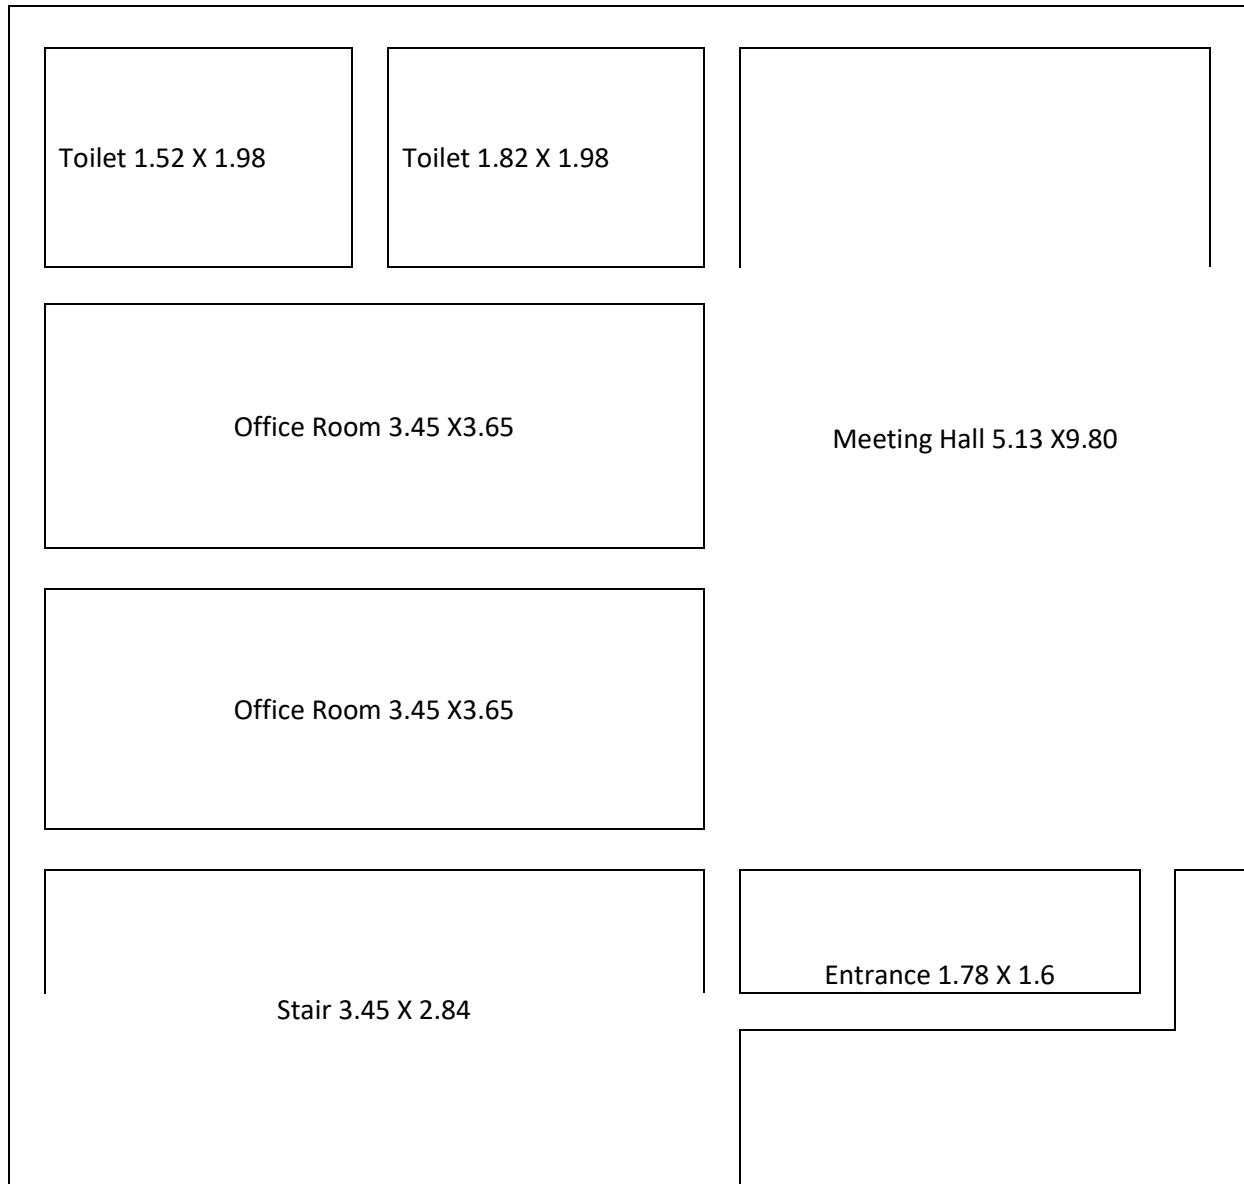 Toilet 1.52 X 1.98
Toilet 1.82 X 1.98
Office Room 3.45 X3.65
Meeting Hall 5.13 X9.80
Office Room 3.45 X3.65
Entrance 1.78 X 1.6
Stair 3.45 X 2.84